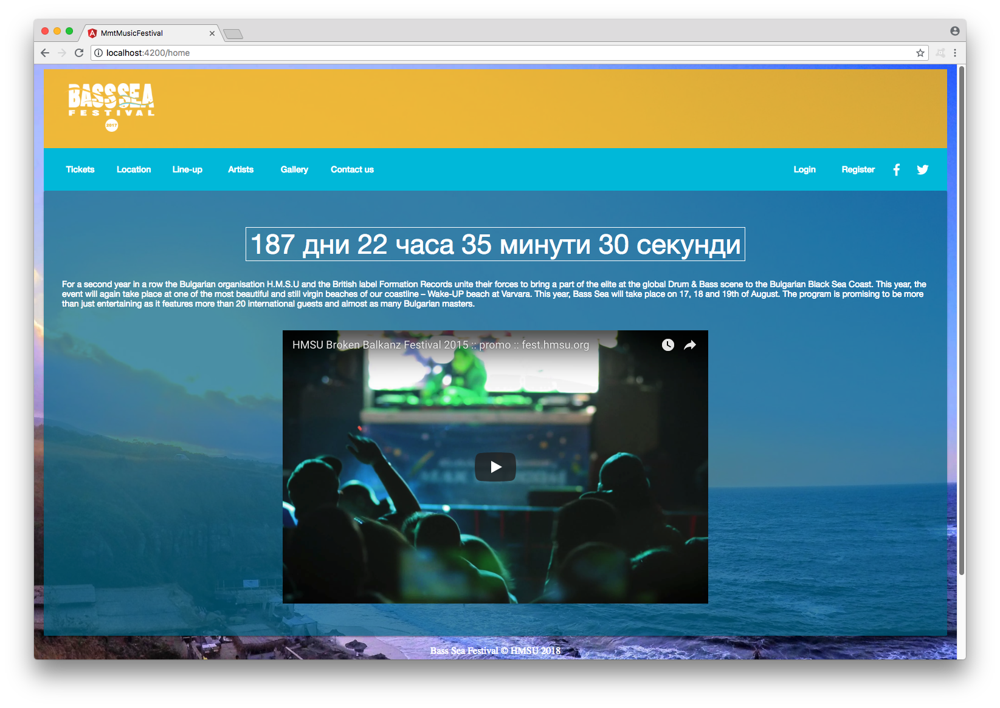 MmtMusicFestival
localhost:4200/home
BASS SEA
FESTIVAL
2017
Tickets Location Line-up Artists Gallery Contact us Login Register
187 дни 22 часа 35 минути 30 секунди
For a second year in a row the Bulgarian organisation H.M.S.U and the British label Formation Records unite their forces to bring a part of the elite at the global Drum & Bass scene to the Bulgarian Black Sea Coast. This year, the
event will again take place at one of the most beautiful and still virgin beaches of our coastline – Wake-UP beach at Varvara. This year, Bass Sea will take place on 17, 18 and 19th of August. The program is promising to be more
than just entertaining as it features more than 20 international guests and almost as many Bulgarian masters.
HMSU Broken Balkanz Festival 2015 :: promo :: fest.hmsu.org
Bass Sea Festival © HMSU 2018